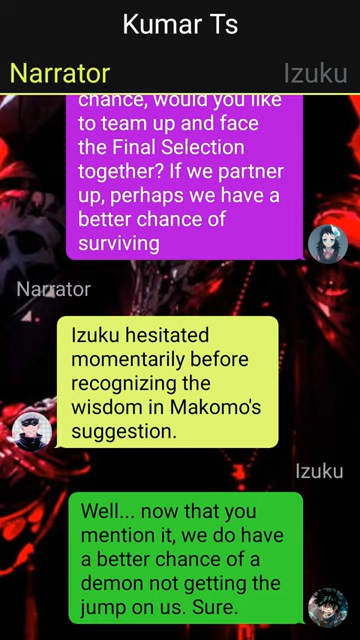 Kumar Ts
Narrator
Izuku
chance, would you like
to team up and face
the Final Selection
together? If we partner
up, perhaps we have a
better chance of
surviving
Narrator
Izuku hesitated
momentarily before
recognizing the
wisdom in Makomo's
suggestion.
Izuku
Well... now that you
mention it, we do have
a better chance of a
demon not getting the
jump on us. Sure.